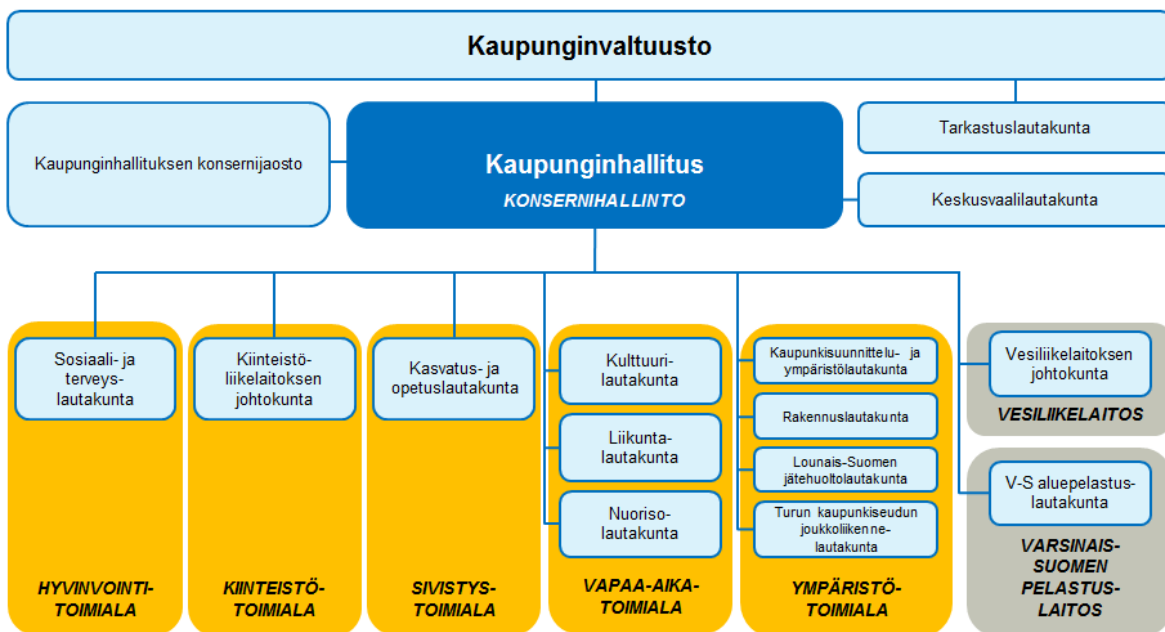 Kaupunginvaltuusto
Kaupunginhallituksen konsernijaosto
Kaupunginhallitus
KONSERNIHALLINTO
Tarkastuslautakunta
Keskusvaalilautakunta
Sosiaali- ja
terveys-
lautakunta
HYVINVOINTI-
TOIMIALA
Kiinteistö-
liikelaitoksen
johtokunta
KIINTEISTÖ-
TOIMIALA
Kasvatus- ja
opetuslautakunta
SIVISTYS-
TOIMIALA
Kulttuuri-
lautakunta
Liikunta-
lautakunta
Nuoriso-
lautakunta
VAPAA-AIKA-
TOIMIALA
Kaupunkisuunnittelu- ja
ympäristölautakunta
Rakennuslautakunta
Lounais-Suomen
jätehuoltolautakunta
Turun kaupunkiseudun
joukkoliikenne-
lautakunta
YMPÄRISTÖ-
TOIMIALA
Vesiliikelaitoksen
johtokunta
VESILIIKELAITOS
V-S aluepelastus-
lautakunta
VARSINAIS-
SUOMEN
PELASTUS-
LAITOS